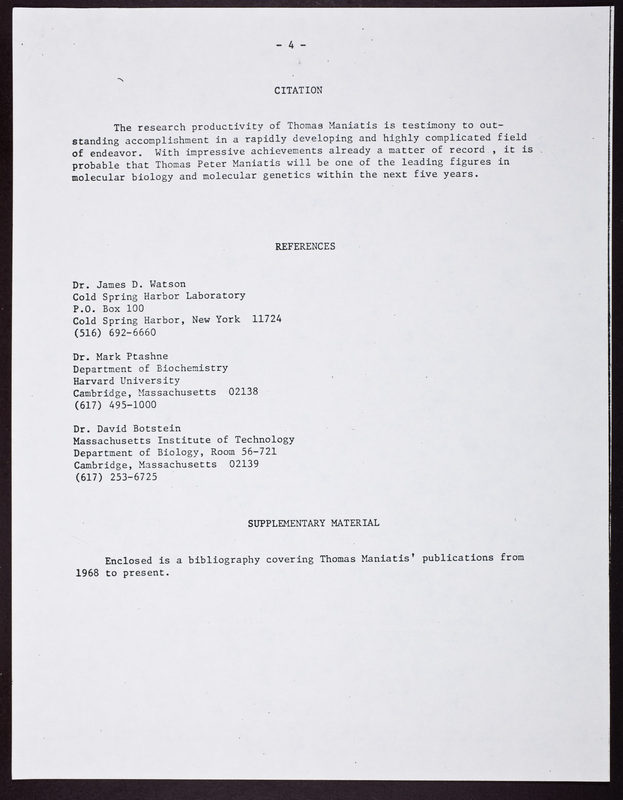 - 4 -
CITATION
The research productivity of Thomas Maniatis is testimony to out-
standing accomplishment in a rapidly developing and highly complicated field
of endeavor. With impressive achievements already a matter of record , it is
probable that Thomas Peter Maniatis will be one of the leading figures in
molecular biology and molecular genetics within the next five years.
REFERENCES
Dr. James D. Watson
Cold Spring Harbor Laboratory
P.O. Box 100
Cold Spring Harbor, New York 11724
(516) 692-6660
Dr. Mark Ptashne
Department of Biochemistry
Harvard University
Cambridge, Massachusetts 02138
(617) 495-1000
Dr. David Botstein
Massachusetts Institute of Technology
Department of Biology, Room 56-721
Cambridge, Massachusetts 02139
(617) 253-6725
SUPPLEMENTARY MATERIAL
Enclosed is a bibliography covering Thomas Maniatis' publications from
1968 to present.